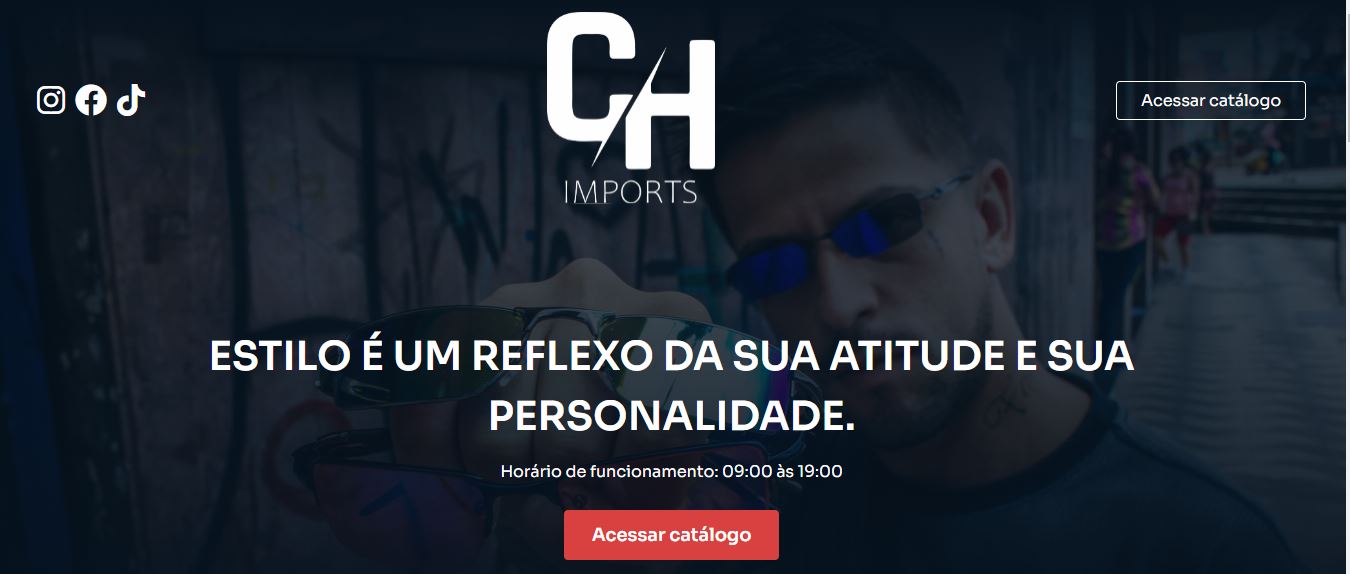 CH
IMPORTS
Acessar catálogo
ESTILO É UM REFLEXO DA SUA ATITUDE E SUA
PERSONALIDADE.
Horário de funcionamento: 09:00 às 19:00
Acessar catálogo